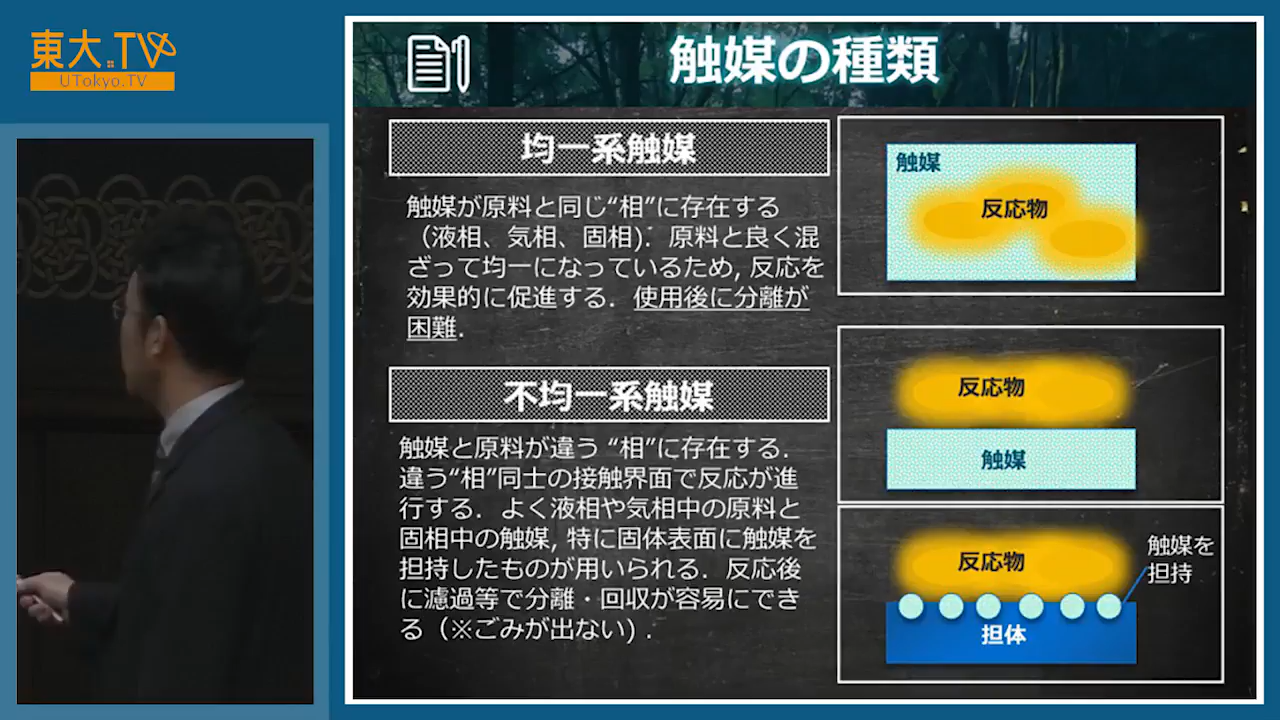 東大.TV
UTokyo.TV
触媒の種類
均一系触媒
触媒が原料と同じ“相”に存在する
（液相、気相、固相)．原料と良く混
ざって均一になっているため, 反応を
効果的に促進する．使用後に分離が
困難.
不均一系触媒
触媒と原料が違う “相”に存在する．
違う“相”同士の接触界面で反応が進
行する．よく液相や気相中の原料と
固相中の触媒, 特に固体表面に触媒を
担持したものが用いられる．反応後
に濾過等で分離・回収が容易にでき
る（※ごみが出ない)．
触媒
反応物
反応物
触媒
反応物
触媒を
担持
担体